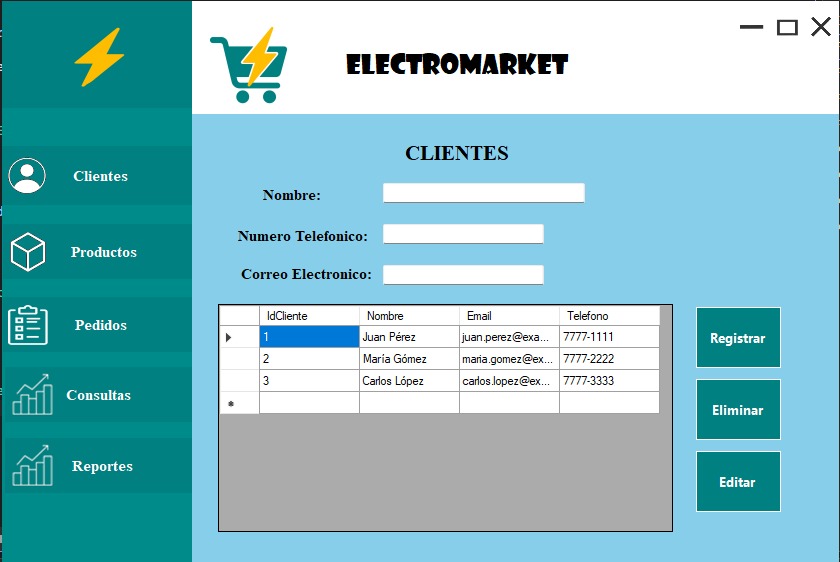 ELECTROMARKET
Clientes
Productos
Pedidos
Consultas
Reportes
CLIENTES
Nombre:
Numero Telefonico:
Correo Electronico:
IdCliente Nombre Email Telefono
1 Juan Pérez juan.perez@exa... 7777-1111
2 María Gómez maria.gomez@ex... 7777-2222
3 Carlos López carlos.lopez@ex... 7777-3333
Registrar
Eliminar
Editar